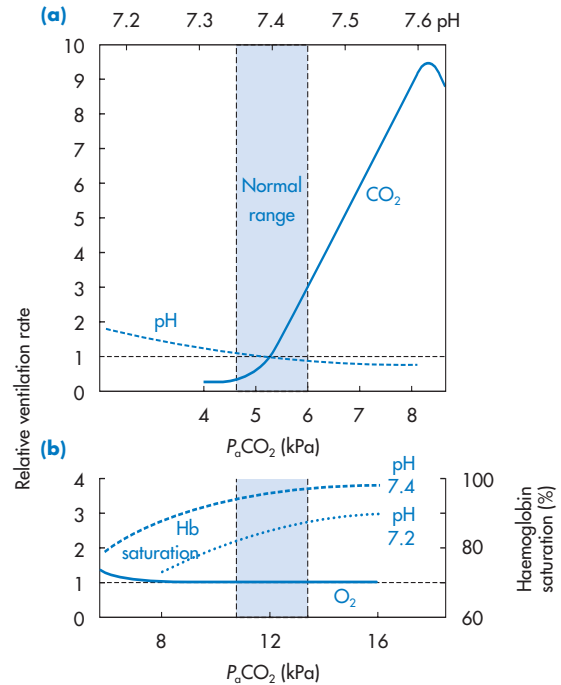 (a)
7.2 7.3 7.4 7.5 7.6 pH
10
9
8
7
6
5
4
3
2
1
0
Normal
range
CO₂
pH
4 5 6 7 8
PₐCO₂ (kPa)
Relative ventilation rate
(b)
4
3
2
1
0
Hb
saturation
pH
7.4
pH
7.2
O₂
100
90
80
70
60
Haemoglobin
saturation (%)
8 12 16
PₐCO₂ (kPa)